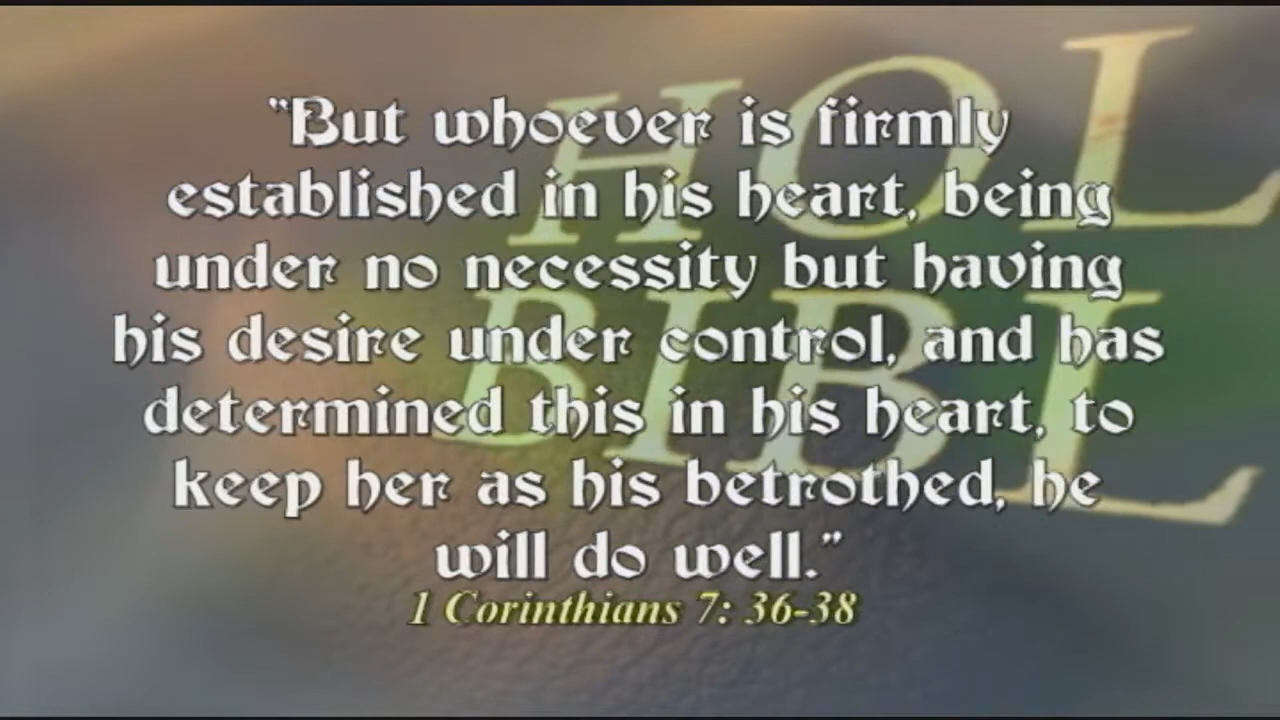 HOL
BIBL
"But whoever is firmly
established in his heart, being
under no necessity but having
his desire under control, and has
determined this in his heart, to
keep her as his betrothed, he
will do well.”
1 Corinthians 7: 36-38